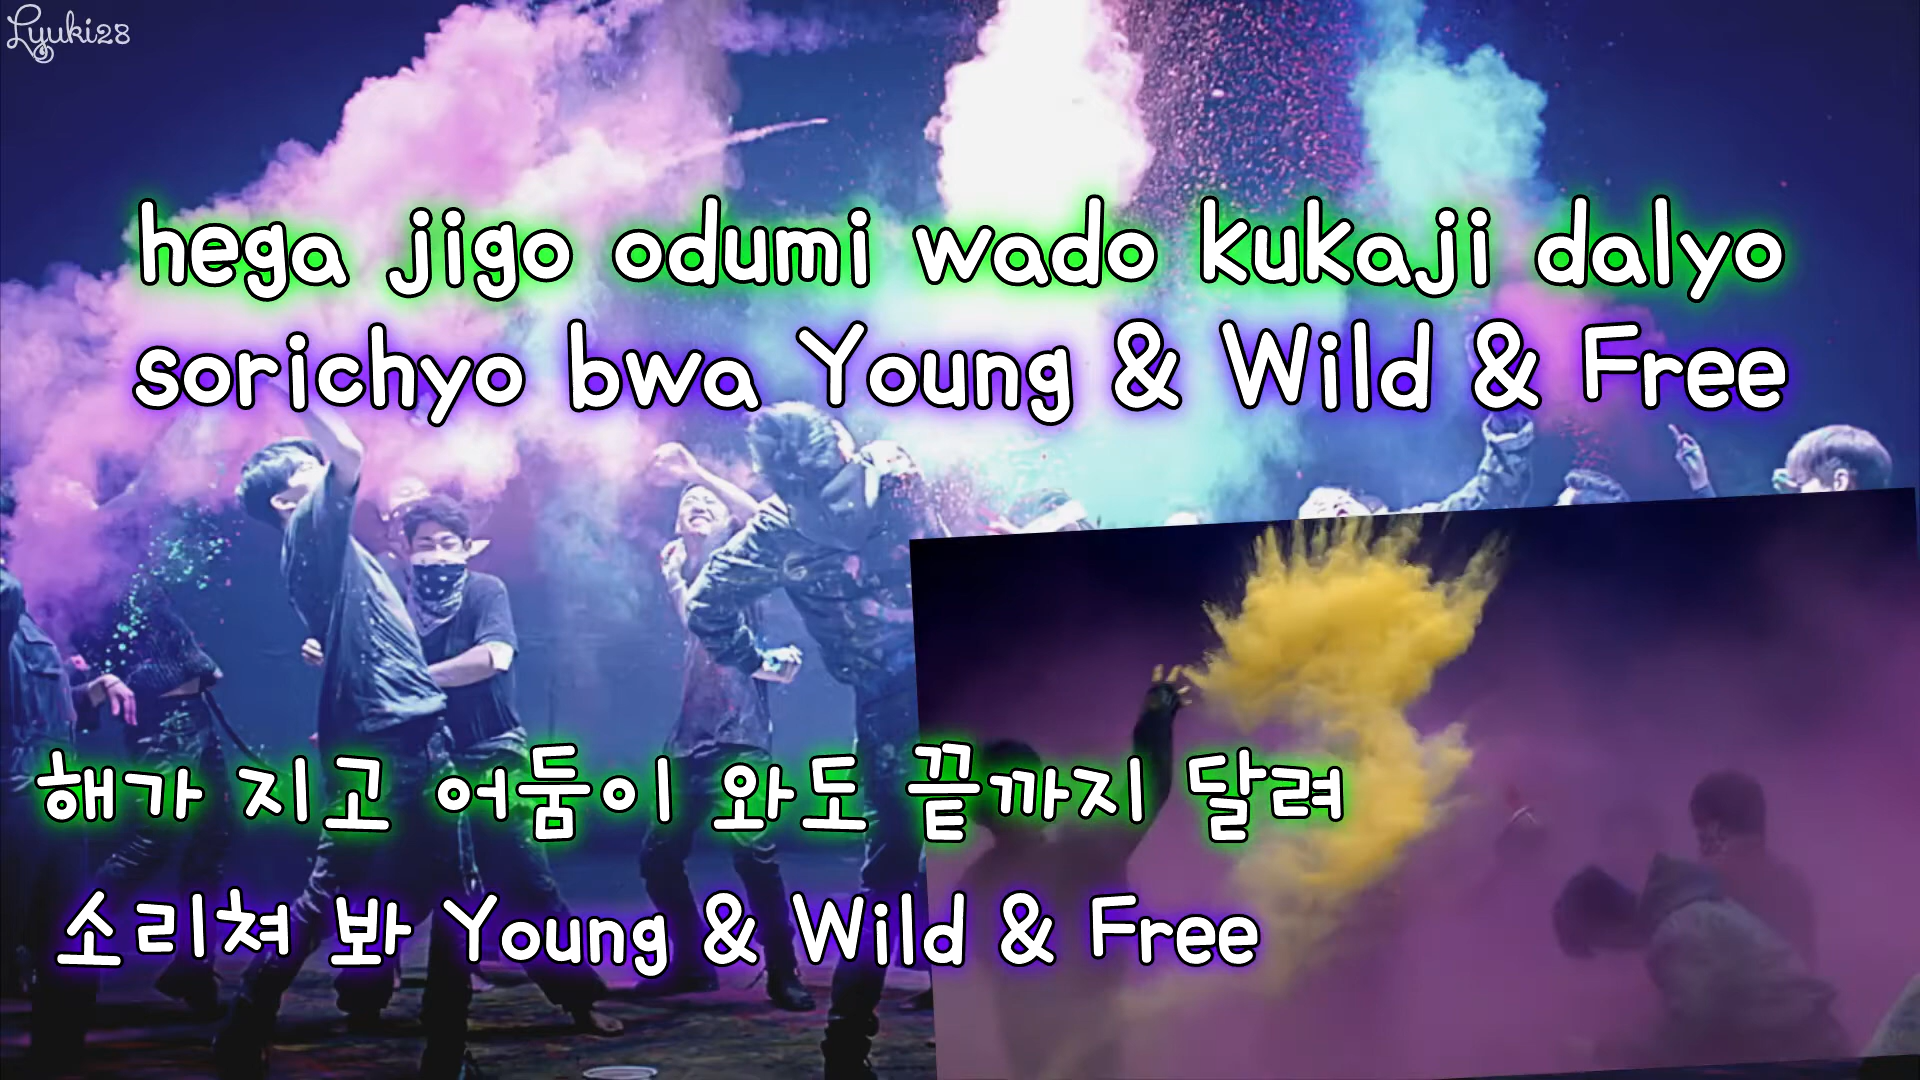 Lyuki28
hega jigo odumi wado kukaji dalyo
sorichyo bwa Young & Wild & Free
해가 지고 어둠이 와도 끝까지 달려
소리쳐 봐 Young & Wild & Free